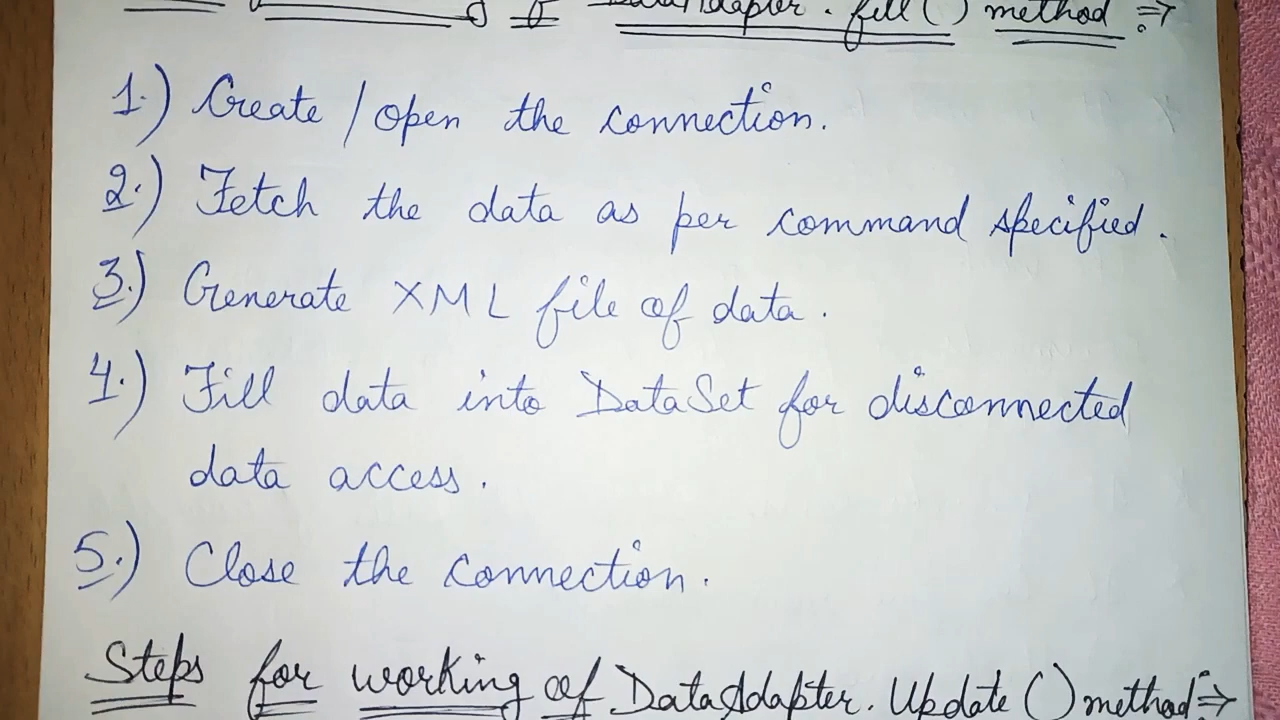 DataAdapter . fill ( ) method :⇒
1.) Create / open the connection.
2.) Fetch the data as per command specified.
3.) Generate XML file of data.
4.) Fill data into DataSet for disconnected
data access.
5.) Close the connection.
Steps for working of DataAdapter. Update ( ) method :⇒